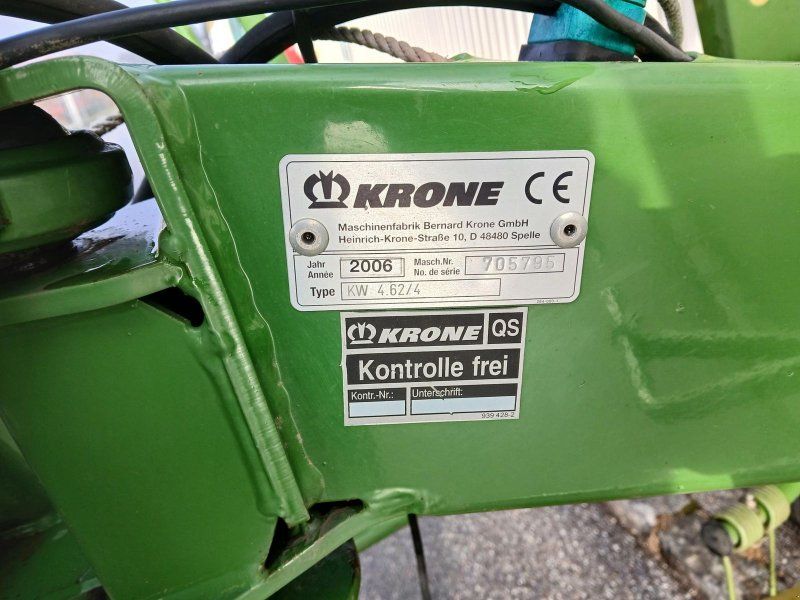 KRONE CE
Maschinenfabrik Bernard Krone GmbH
Heinrich-Krone-Straße 10, D 48480 Spelle
Jahr
Année 2006 Masch.Nr.
No. de série 705795
Type KW 4.62/4
KRONE QS
Kontrolle frei
Kontr.-Nr.: Unterschrift:
939 428-2